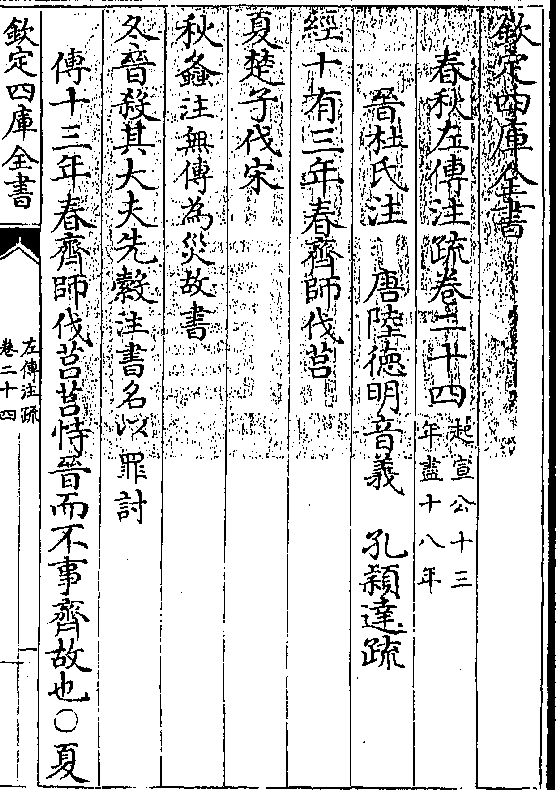 欽定四庫全書
春秋左傳注疏卷二十四 起宣公十三年盡十八年
晉杜氏注 唐陸德明音義 孔穎達疏
經十有三年春齊師伐莒
夏楚子伐宋
秋螽注無傳為災故書
冬晉殺其大夫先縠注書名以罪討
傳十三年春齊師伐莒莒恃晉而不事齊故也○夏
欽定四庫全書
左傳注疏
卷二十四